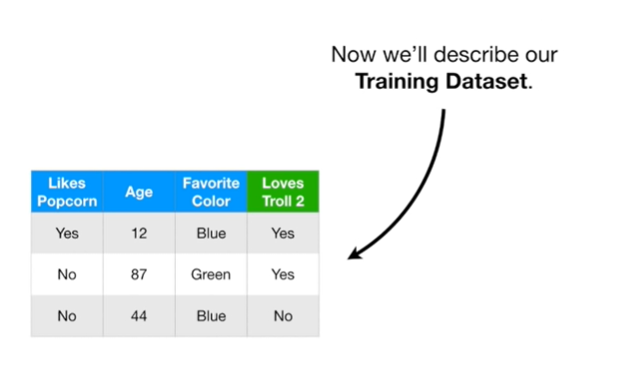 Now we'll describe our
Training Dataset.
Likes Popcorn Age Favorite Color Loves Troll 2
Yes 12 Blue Yes
No 87 Green Yes
No 44 Blue No